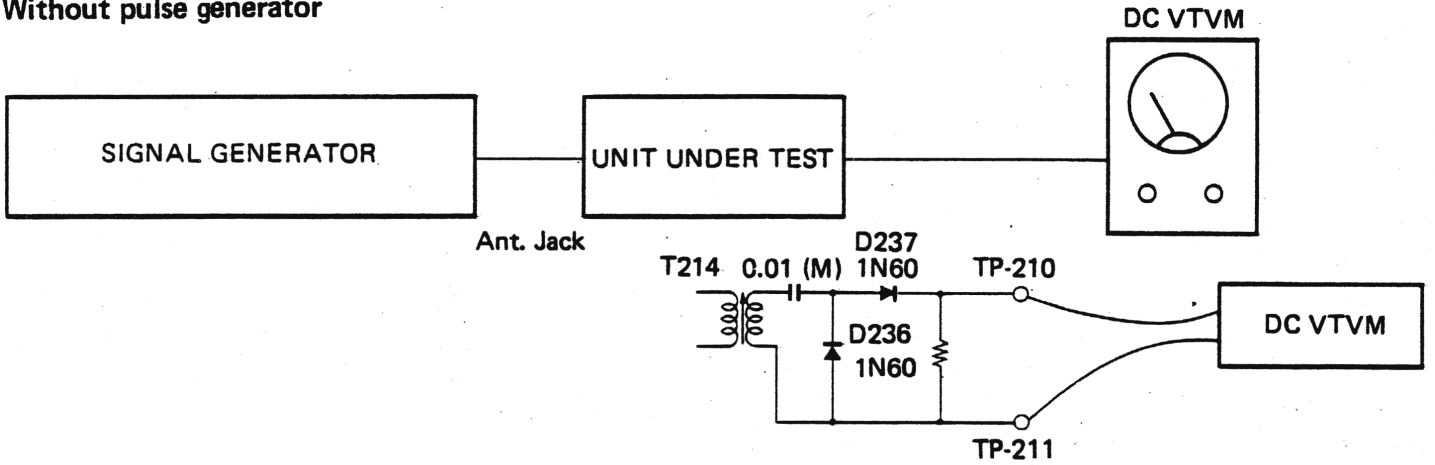 Without pulse generator
DC VTVM
SIGNAL GENERATOR
UNIT UNDER TEST
Ant. Jack
T214
0.01 (M)
D237
1N60
TP-210
D236
1N60
DC VTVM
TP-211